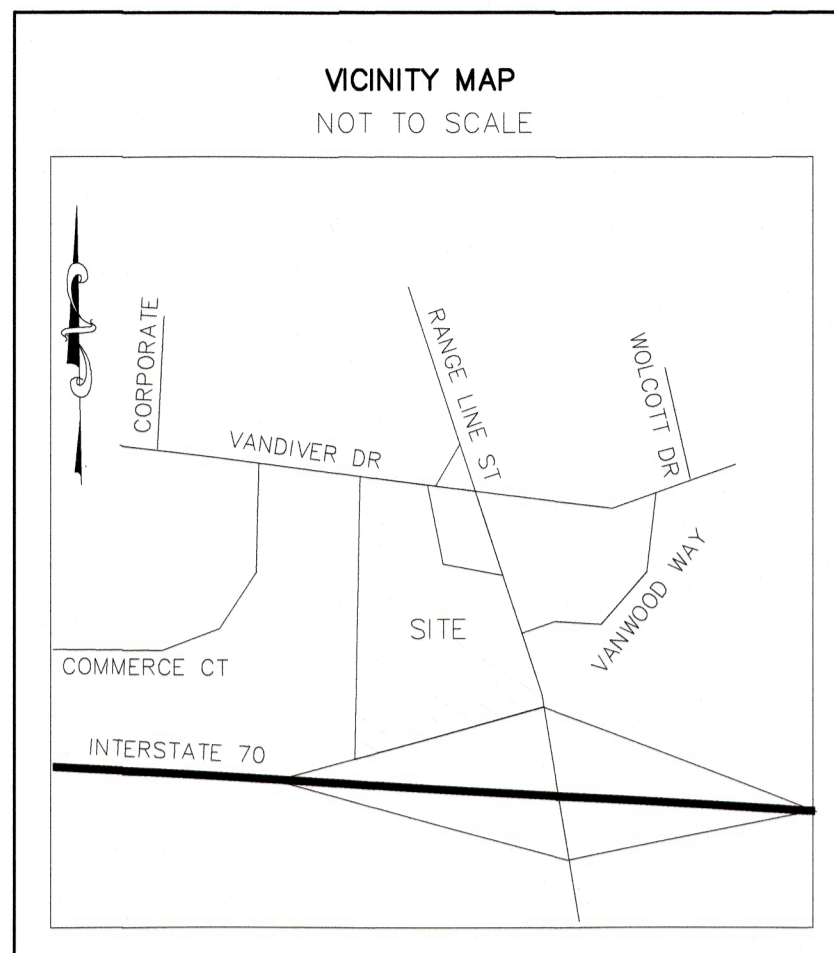 VICINITY MAP
NOT TO SCALE
CORPORATE
RANGE LINE ST
WOLCOTT DR
VANDIVER DR
VANWOOD WAY
SITE
COMMERCE CT
INTERSTATE 70